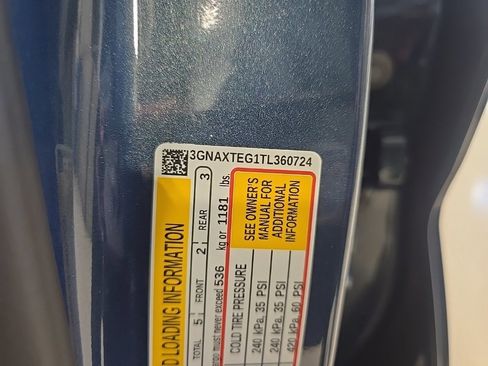 3GNAXTEG1TL360724
D LOADING INFORMATION
TOTAL 5 FRONT 2 REAR 3
argo must never exceed 536 kg or 1181 lbs.
COLD TIRE PRESSURE
240 kPa, 35 PSI
240 kPa, 35 PSI
420 kPa, 60 PSI
SEE OWNER'S
MANUAL FOR
ADDITIONAL
INFORMATION